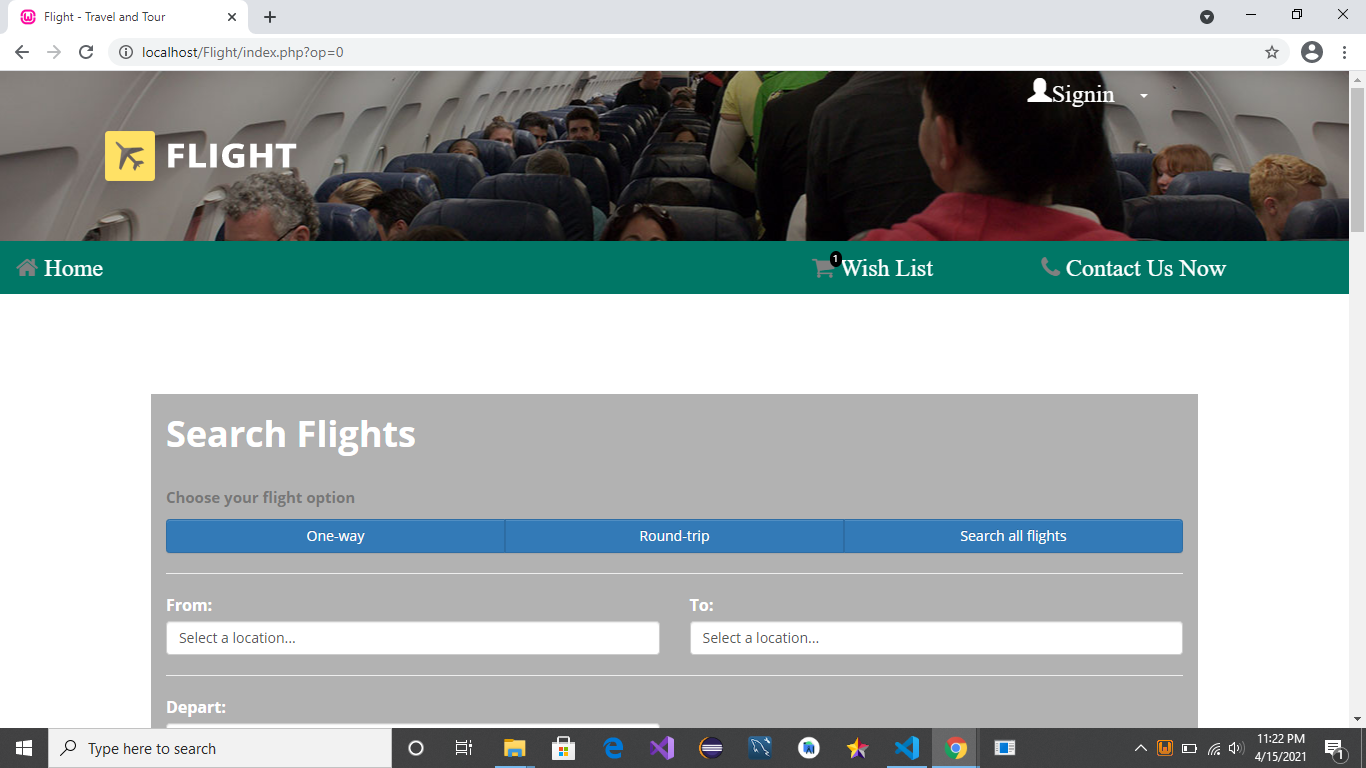 Flight - Travel and Tour
localhost/Flight/index.php?op=0
Signin
FLIGHT
Home
1
Wish List
Contact Us Now
Search Flights
Choose your flight option
One-way
Round-trip
Search all flights
From:
To:
Select a location...
Select a location...
Depart:
Type here to search
11:22 PM
4/15/2021
1